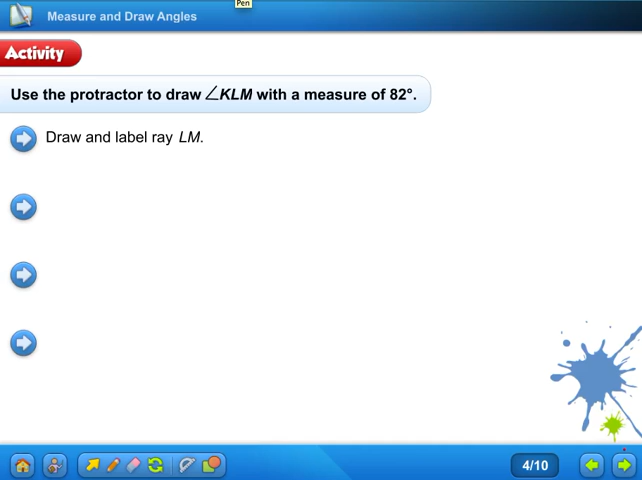 Pen
Measure and Draw Angles
Activity
Use the protractor to draw ∠KLM with a measure of 82°.
Draw and label ray LM.
4/10